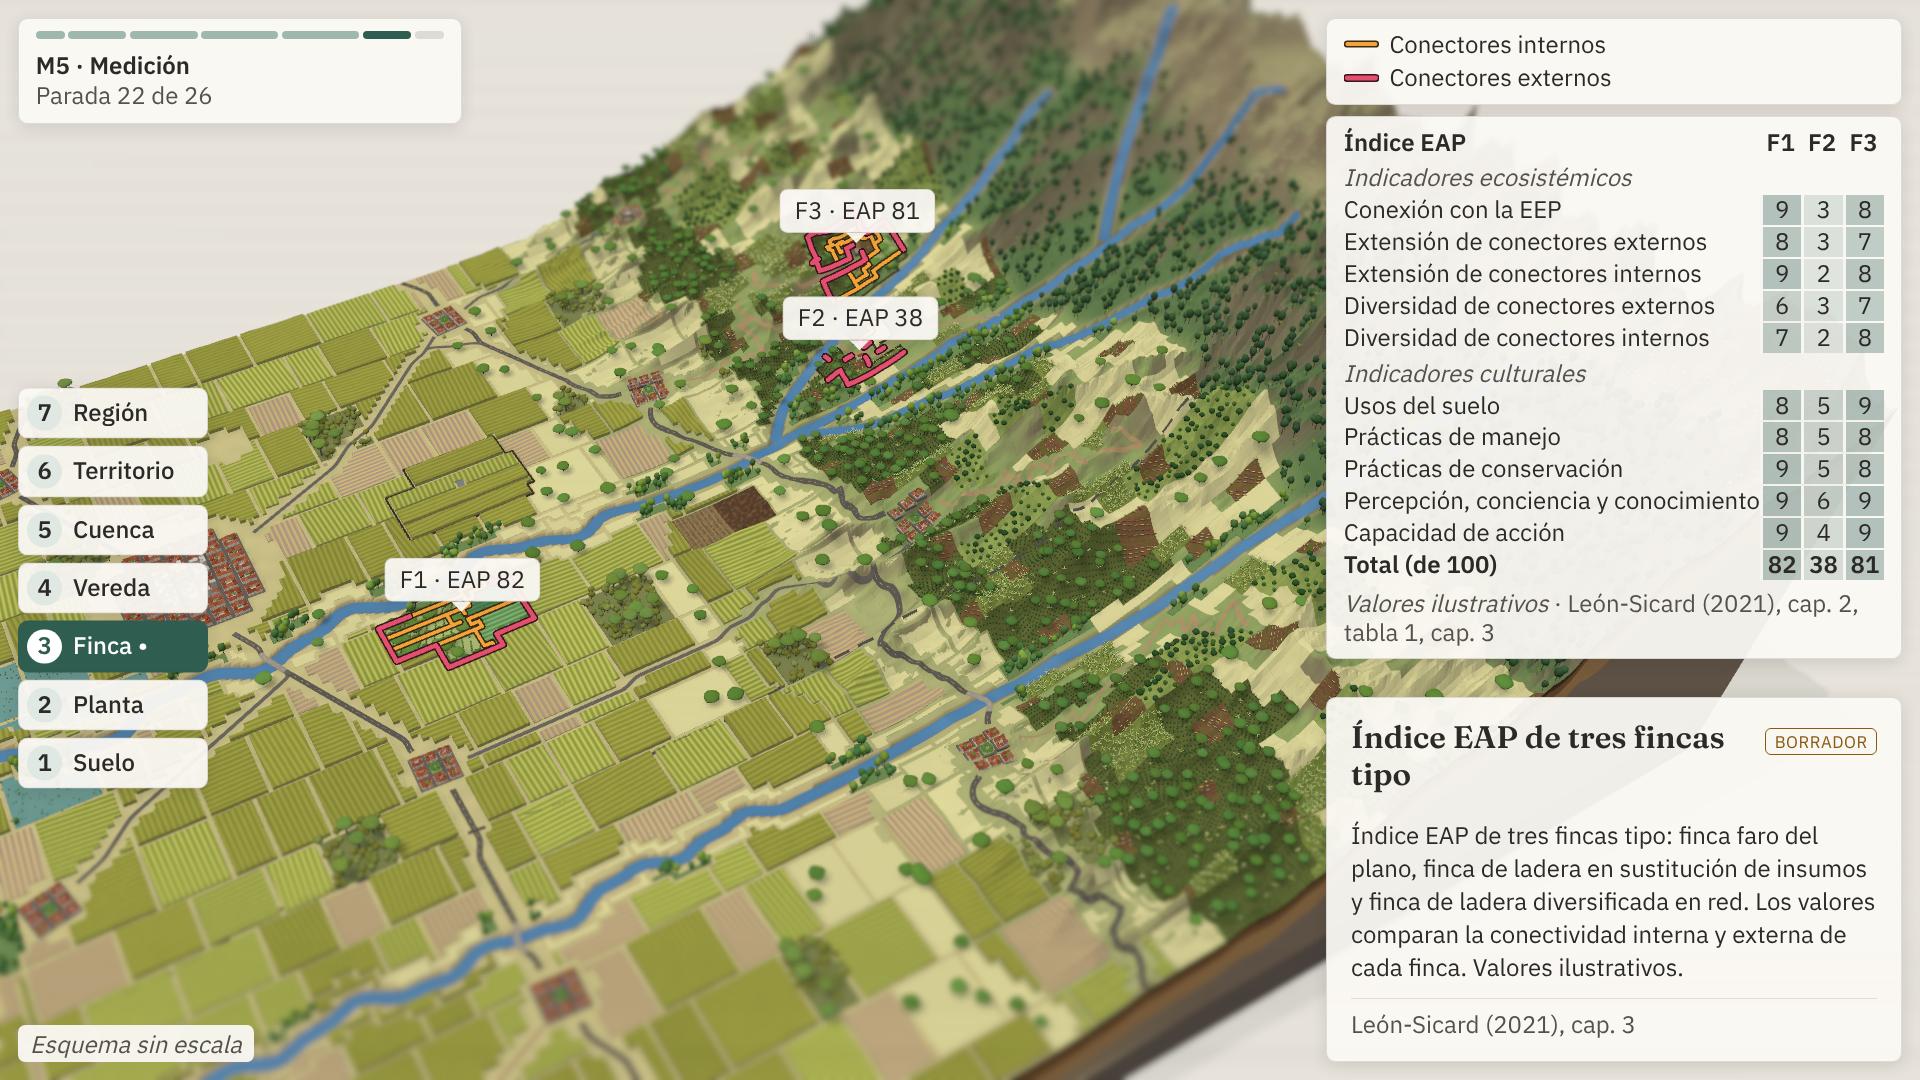 M5 · Medición
Parada 22 de 26
Conectores internos
Conectores externos
Índice EAP F1 F2 F3
Indicadores ecosistémicos
Conexión con la EEP 9 3 8
Extensión de conectores externos 8 3 7
Extensión de conectores internos 9 2 8
Diversidad de conectores externos 6 3 7
Diversidad de conectores internos 7 2 8
Indicadores culturales
Usos del suelo 8 5 9
Prácticas de manejo 8 5 8
Prácticas de conservación 9 5 8
Percepción, conciencia y conocimiento 9 6 9
Capacidad de acción 9 4 9
Total (de 100) 82 38 81
Valores ilustrativos · León-Sicard (2021), cap. 2,
tabla 1, cap. 3
F3 · EAP 81
F2 · EAP 38
F1 · EAP 82
7 Región
6 Territorio
5 Cuenca
4 Vereda
3 Finca •
2 Planta
1 Suelo
Índice EAP de tres fincas
tipo
BORRADOR
Índice EAP de tres fincas tipo: finca faro del
plano, finca de ladera en sustitución de insumos
y finca de ladera diversificada en red. Los valores
comparan la conectividad interna y externa de
cada finca. Valores ilustrativos.
León-Sicard (2021), cap. 3
Esquema sin escala